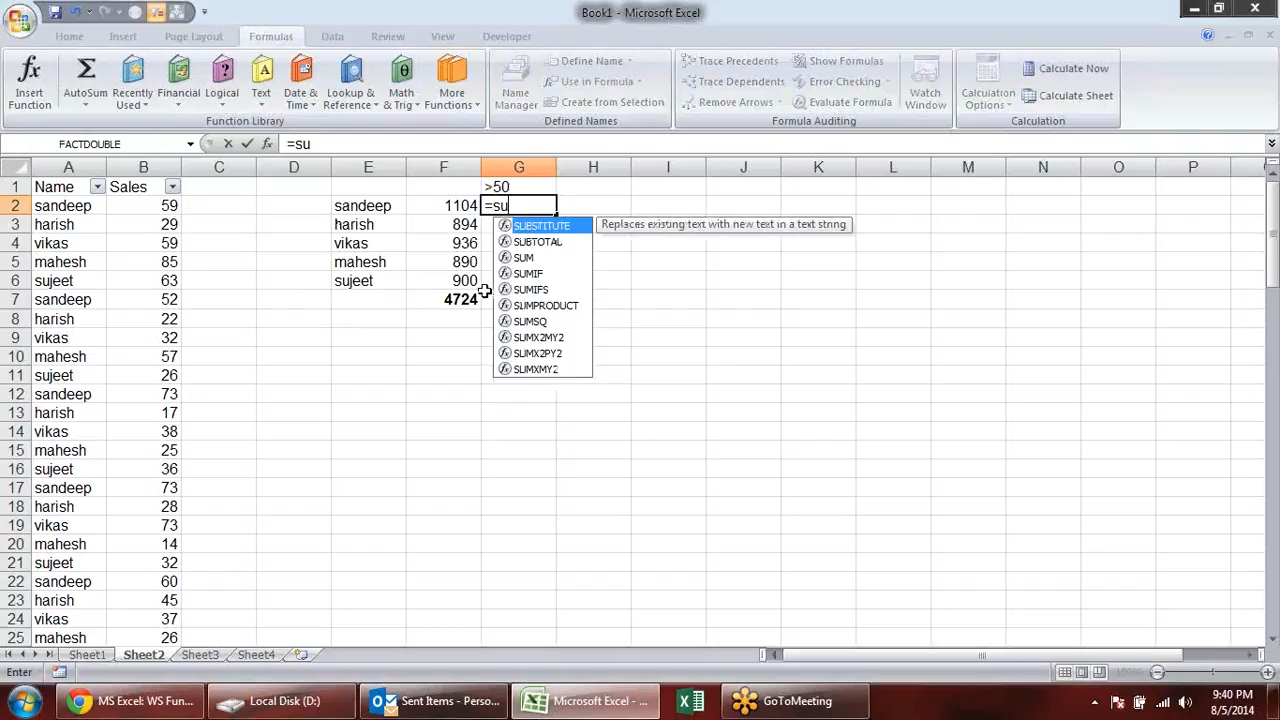 Book1 - Microsoft Excel
Home Insert Page Layout Formulas Data Review View Developer
Insert Function
AutoSum
Recently Used
Financial
Logical
Text
Date & Time
Lookup & Reference
Math & Trig
More Functions
Function Library
Name Manager
Define Name
Use in Formula
Create from Selection
Defined Names
Trace Precedents
Trace Dependents
Remove Arrows
Show Formulas
Error Checking
Evaluate Formula
Formula Auditing
Watch Window
Calculation Options
Calculate Now
Calculate Sheet
Calculation
FACTDOUBLE =su
A B C D E F G H I J K L M N O P
1 Name Sales >50
2 sandeep 59 sandeep 1104 =su
3 harish 29 harish 894
4 vikas 59 vikas 936
5 mahesh 85 mahesh 890
6 sujeet 63 sujeet 900
7 sandeep 52 4724
8 harish 22
9 vikas 32
10 mahesh 57
11 sujeet 26
12 sandeep 73
13 harish 17
14 vikas 38
15 mahesh 25
16 sujeet 36
17 sandeep 73
18 harish 28
19 vikas 73
20 mahesh 14
21 sujeet 32
22 sandeep 60
23 harish 45
24 vikas 37
25 mahesh 26
SUBSTITUTE Replaces existing text with new text in a text string
SUBTOTAL
SUM
SUMIF
SUMIFS
SUMPRODUCT
SUMSQ
SUMX2MY2
SUMX2PY2
SUMXMY2
Sheet1 Sheet2 Sheet3 Sheet4
Enter
MS Excel: WS Fun...
Local Disk (D:)
Sent Items - Perso...
Microsoft Excel - ...
GoToMeeting
9:40 PM
8/5/2014